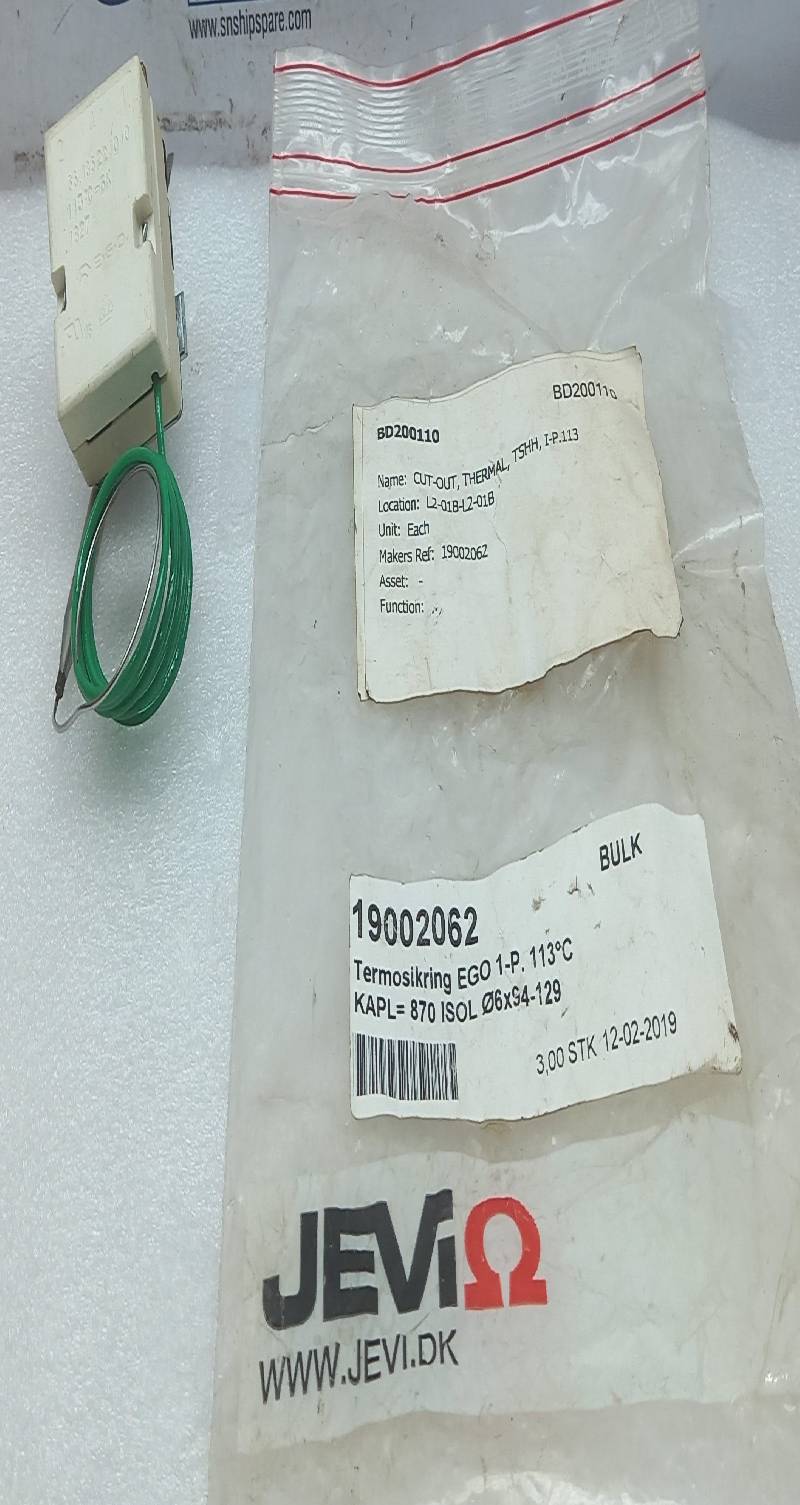 www.snshipspare.com
1327
BD200110
BD200110
Name: CUT-OUT, THERMAL, TSHH, I-P.113
Location: L2-01B-L2-01B
Unit: Each
Makers Ref: 19002062
Asset: -
Function:
BULK
19002062
Termosikring EGO 1-P. 113°C
KAPL= 870 ISOL Ø6x94-129
3,00 STK 12-02-2019
JEVI
WWW.JEVI.DK